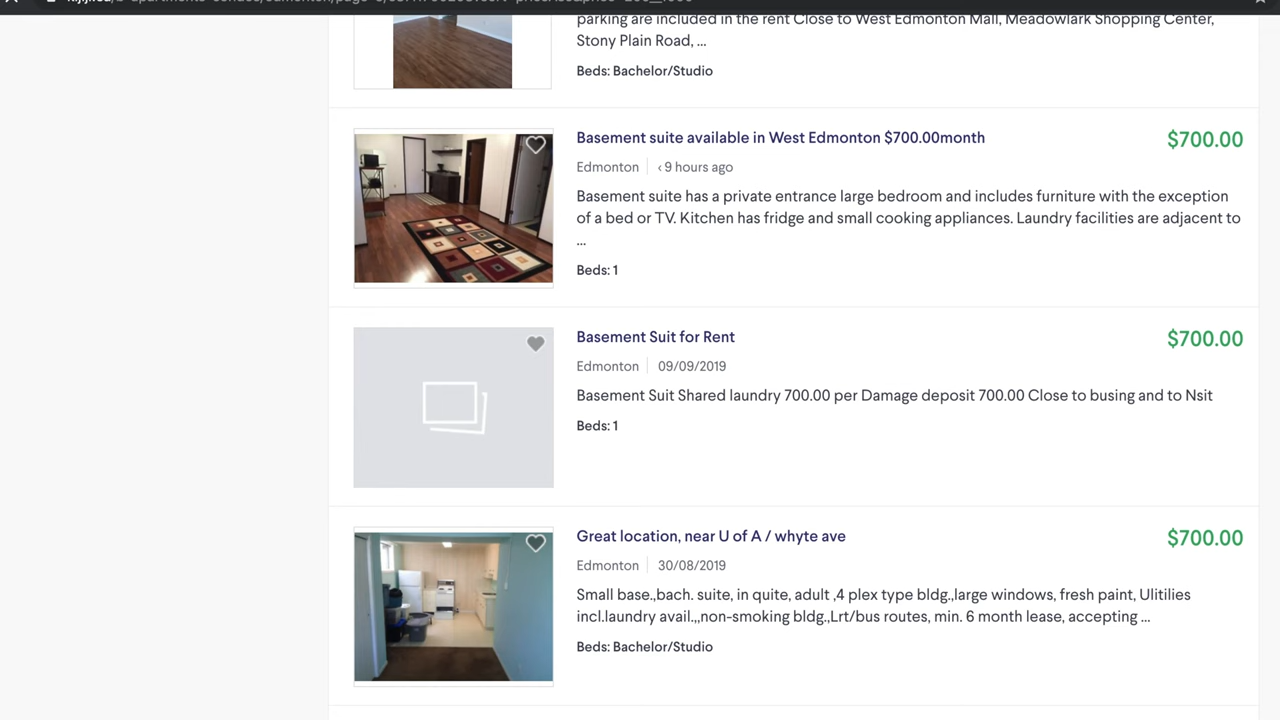 parking are included in the rent Close to West Edmonton Mall, Meadowlark Shopping Center,
Stony Plain Road, ...
Beds: Bachelor/Studio
Basement suite available in West Edmonton $700.00month
$700.00
Edmonton < 9 hours ago
Basement suite has a private entrance large bedroom and includes furniture with the exception
of a bed or TV. Kitchen has fridge and small cooking appliances. Laundry facilities are adjacent to
...
Beds: 1
Basement Suit for Rent
$700.00
Edmonton 09/09/2019
Basement Suit Shared laundry 700.00 per Damage deposit 700.00 Close to busing and to Nsit
Beds: 1
Great location, near U of A / whyte ave
$700.00
Edmonton 30/08/2019
Small base.,bach. suite, in quite, adult ,4 plex type bldg.,large windows, fresh paint, Ulitilies
incl.laundry avail.,,non-smoking bldg.,Lrt/bus routes, min. 6 month lease, accepting ...
Beds: Bachelor/Studio